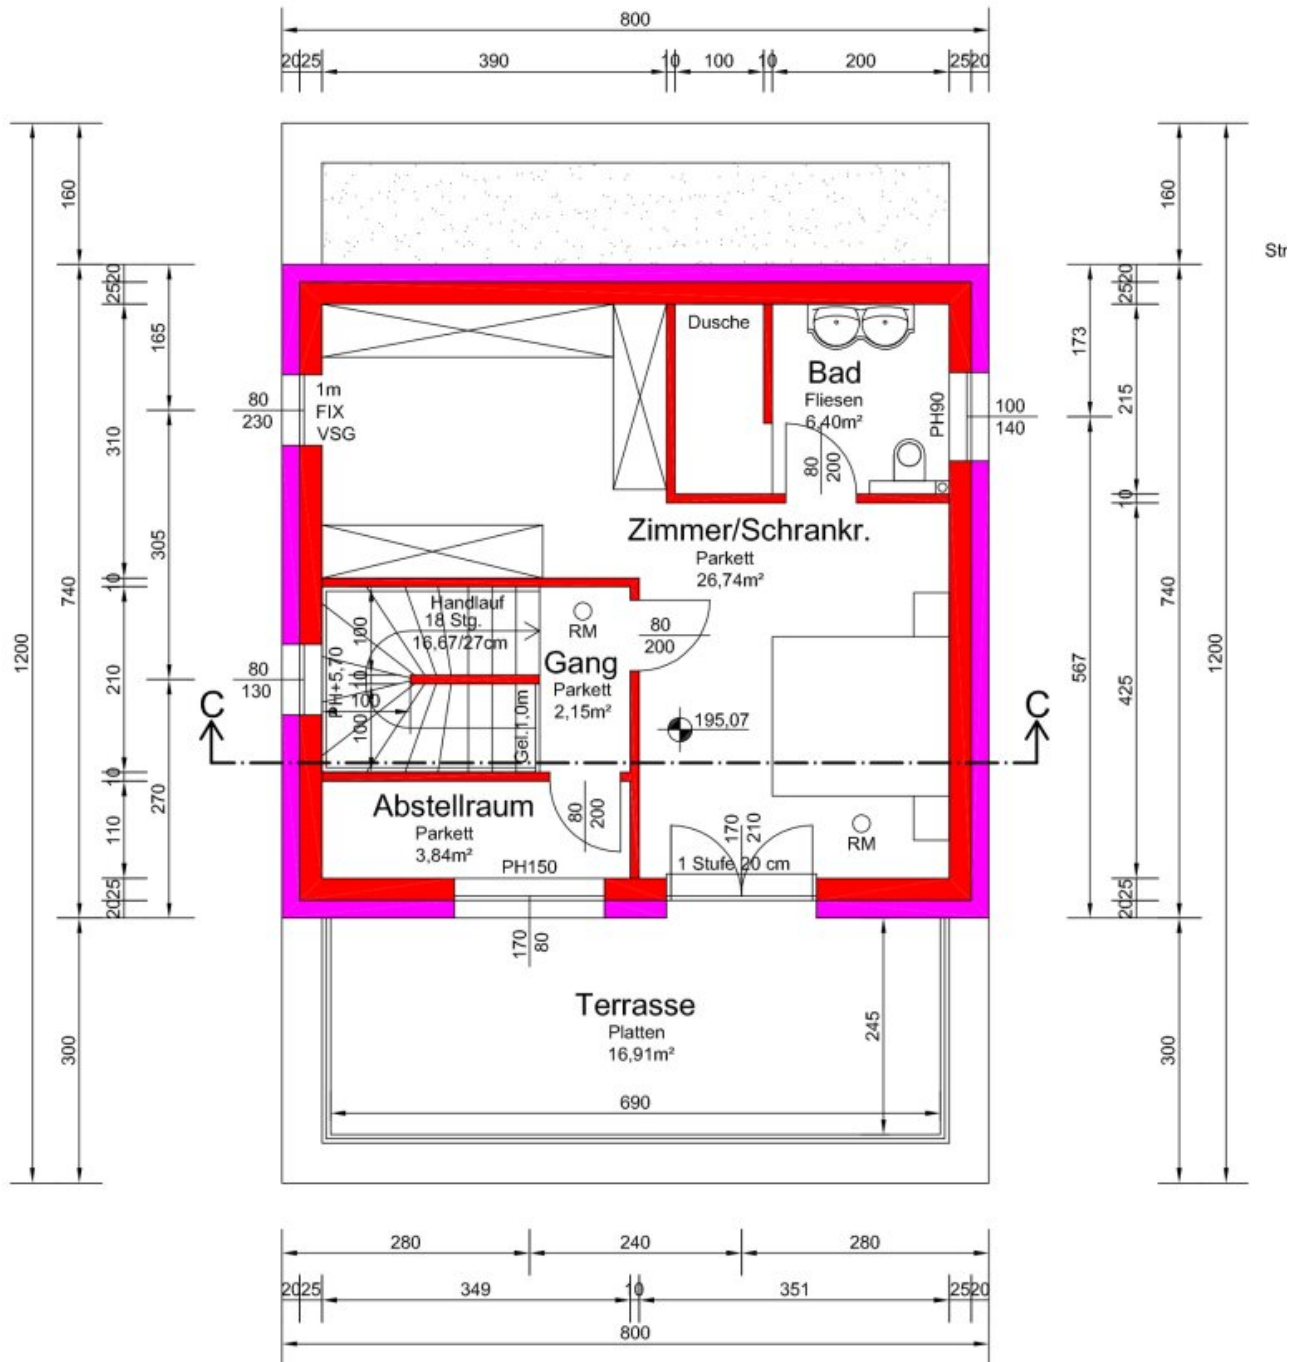 800
20 25 390 10 100 10 200 25 20
160
160
Str
25 20
25 20
165
173
Dusche
Bad
Fliesen
6,40m²
PH90
1m
FIX
VSG
80
230
100
140
310
215
80
200
10
Zimmer/Schrankr.
Parkett
26,74m²
305
740
740
10
Handlauf
18 Stg.
16,67/27cm
100
RM
80
200
Gang
Parkett
2,15m²
1200
1200
210
80
130
PH+5,70
10
100
100
Gel.1,0m
567
425
C
C
195,07
10
270
110
Abstellraum
Parkett
3,84m²
80
200
170
210
RM
PH150
1 Stufe 20 cm
20 25
20 25
170
80
Terrasse
Platten
16,91m²
245
300
300
690
280 240 280
20 25 349 10 351 25 20
800